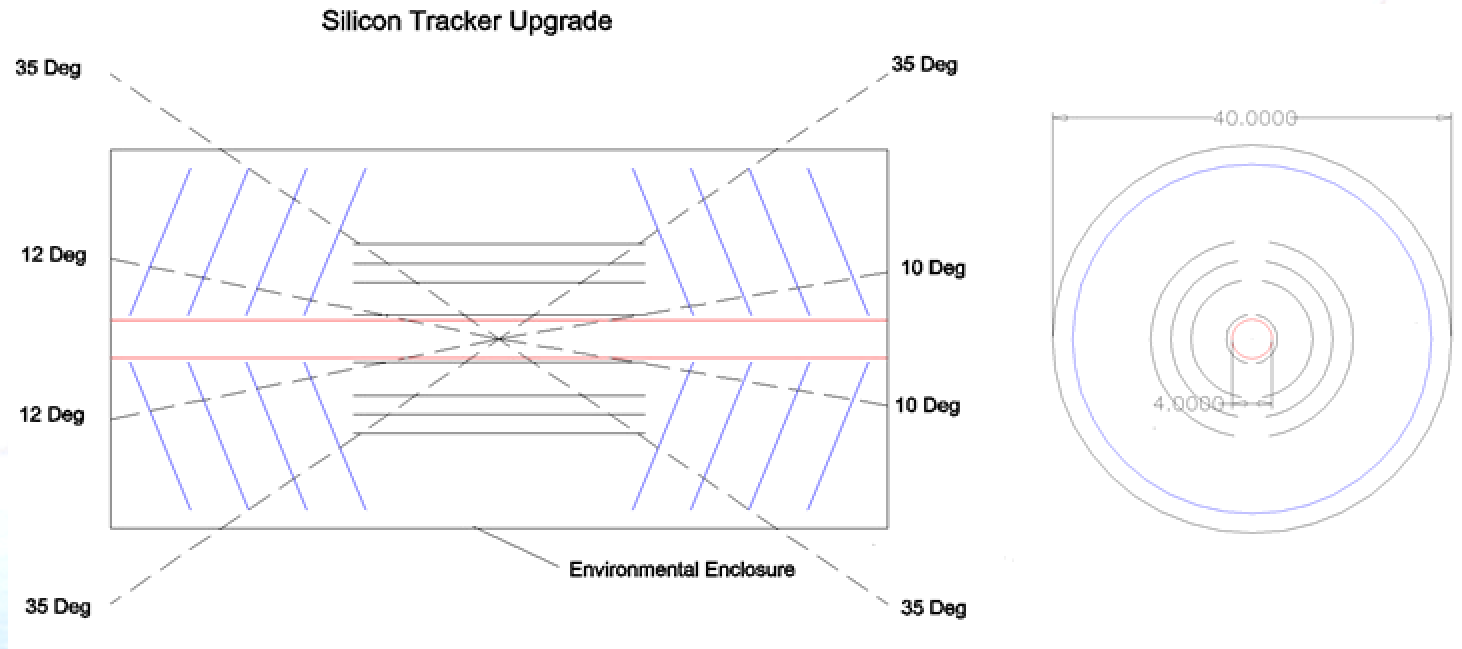 Silicon Tracker Upgrade
35 Deg
35 Deg
40.0000
12 Deg
10 Deg
4.0000
12 Deg
10 Deg
Environmental Enclosure
35 Deg
35 Deg